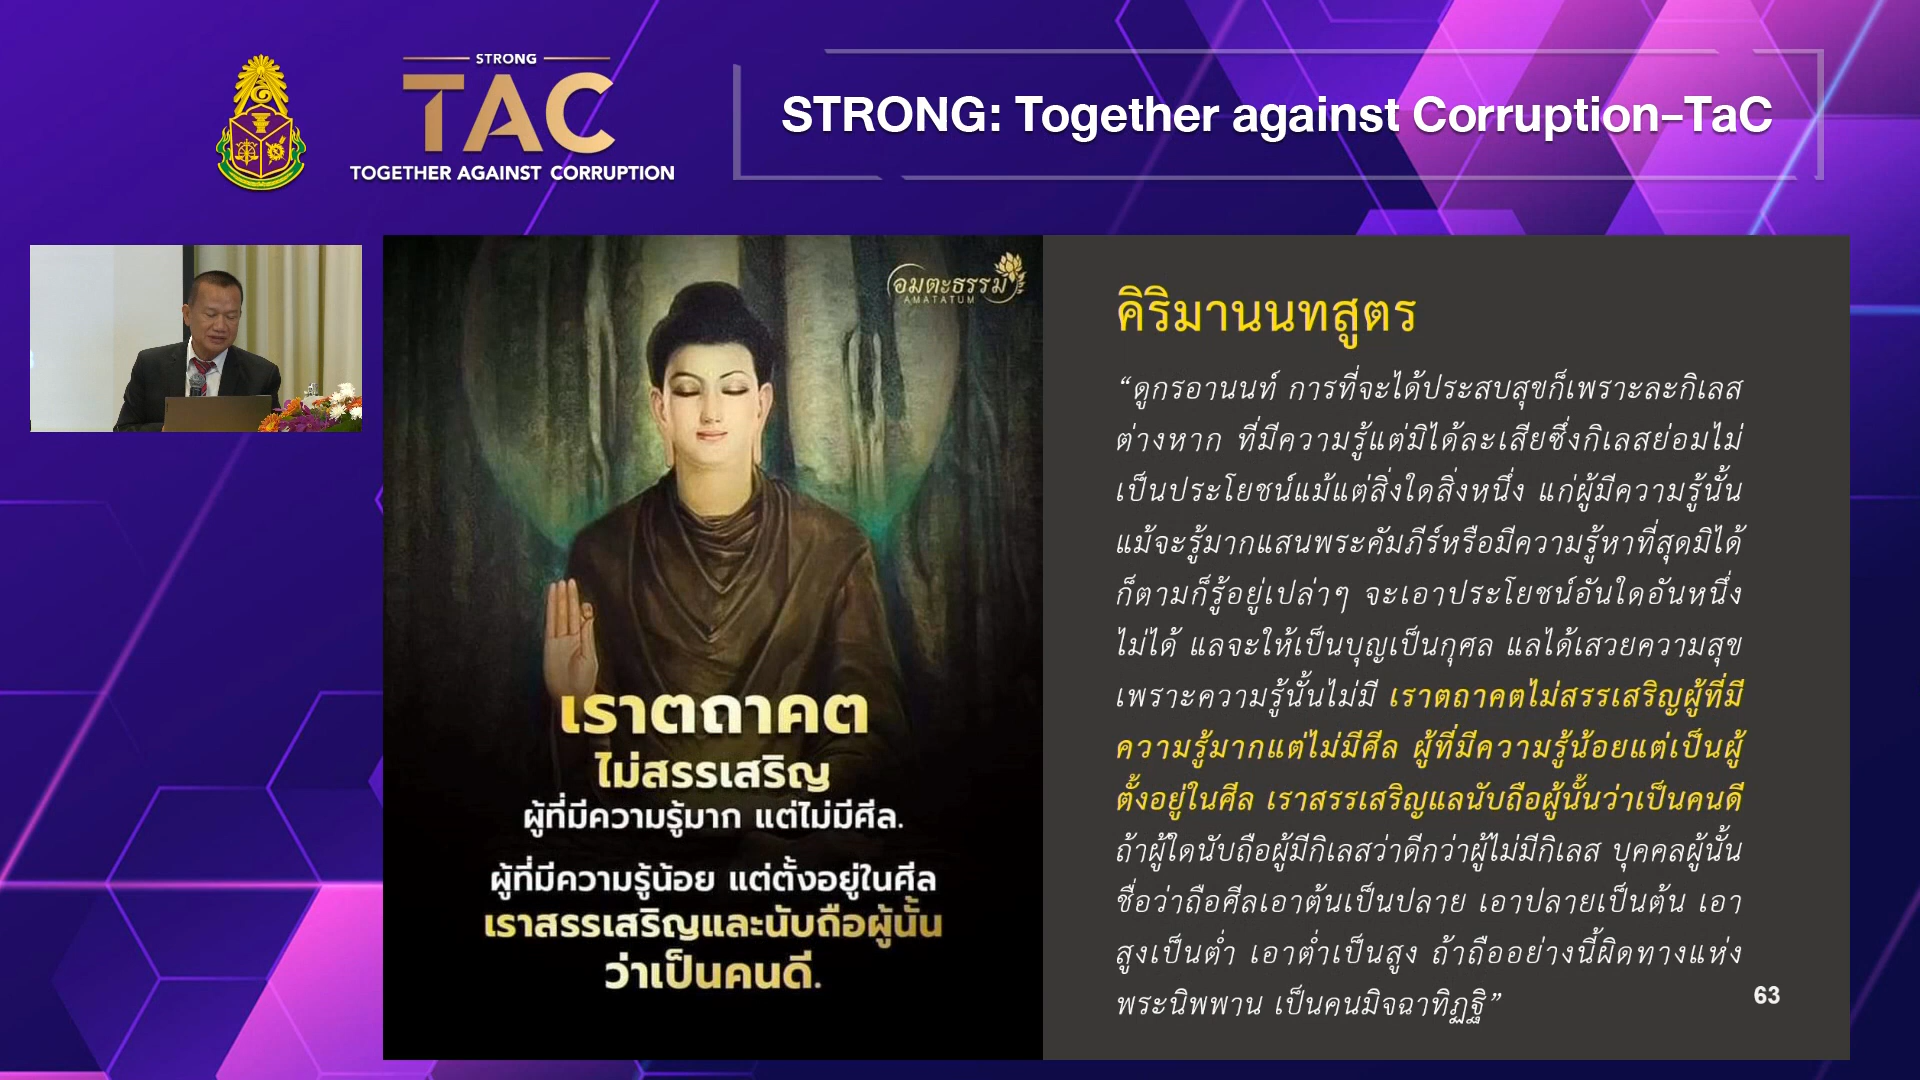 STRONG
TAC
TOGETHER AGAINST CORRUPTION
STRONG: Together against Corruption-TaC
อมตะธรรม
AMATATUM
เราตถาคต
ไม่สรรเสริญ
ผู้ที่มีความรู้มาก แต่ไม่มีศีล.
ผู้ที่มีความรู้น้อย แต่ตั้งอยู่ในศีล
เราสรรเสริญและนับถือผู้นั้น
ว่าเป็นคนดี.
คิริมานนทสูตร
“ดูกรอานนท์ การที่จะได้ประสบสุขก็เพราะละกิเลส
ต่างหาก ที่มีความรู้แต่มิได้ละเสียซึ่งกิเลสย่อมไม่
เป็นประโยชน์แม้แต่สิ่งใดสิ่งหนึ่ง แก่ผู้มีความรู้นั้น
แม้จะรู้มากแสนพระคัมภีร์หรือมีความรู้หาที่สุดมิได้
ก็ตามก็รู้อยู่เปล่าๆ จะเอาประโยชน์อันใดอันหนึ่ง
ไม่ได้ แลจะให้เป็นบุญเป็นกุศล แลได้เสวยความสุข
เพราะความรู้นั้นไม่มี เราตถาคตไม่สรรเสริญผู้ที่มี
ความรู้มากแต่ไม่มีศีล ผู้ที่มีความรู้น้อยแต่เป็นผู้
ตั้งอยู่ในศีล เราสรรเสริญแลนับถือผู้นั้นว่าเป็นคนดี
ถ้าผู้ใดนับถือผู้มีกิเลสว่าดีกว่าผู้ไม่มีกิเลส บุคคลผู้นั้น
ชื่อว่าถือศีลเอาต้นเป็นปลาย เอาปลายเป็นต้น เอา
สูงเป็นต่ำ เอาต่ำเป็นสูง ถ้าถืออย่างนี้ผิดทางแห่ง
พระนิพพาน เป็นคนมิจฉาทิฏฐิ”
63